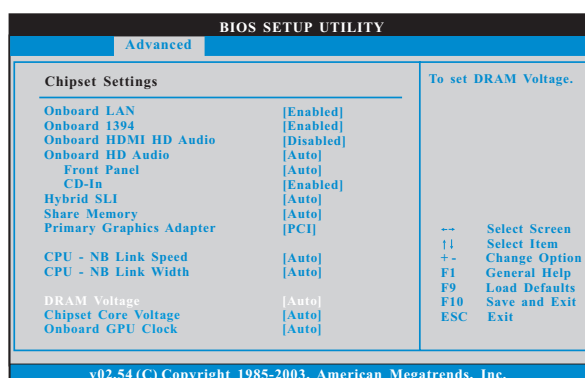 BIOS SETUP UTILITY
Advanced
Chipset Settings
Onboard LAN [Enabled]
Onboard 1394 [Enabled]
Onboard HDMI HD Audio [Disabled]
Onboard HD Audio [Auto]
Front Panel [Auto]
CD-In [Enabled]
Hybrid SLI [Auto]
Share Memory [Auto]
Primary Graphics Adapter [PCI]
CPU - NB Link Speed [Auto]
CPU - NB Link Width [Auto]
DRAM Voltage [Auto]
Chipset Core Voltage [Auto]
Onboard GPU Clock [Auto]
To set DRAM Voltage.
↔ Select Screen
↑↓ Select Item
+ - Change Option
F1 General Help
F9 Load Defaults
F10 Save and Exit
ESC Exit
v02.54 (C) Copyright 1985-2003, American Megatrends, Inc.